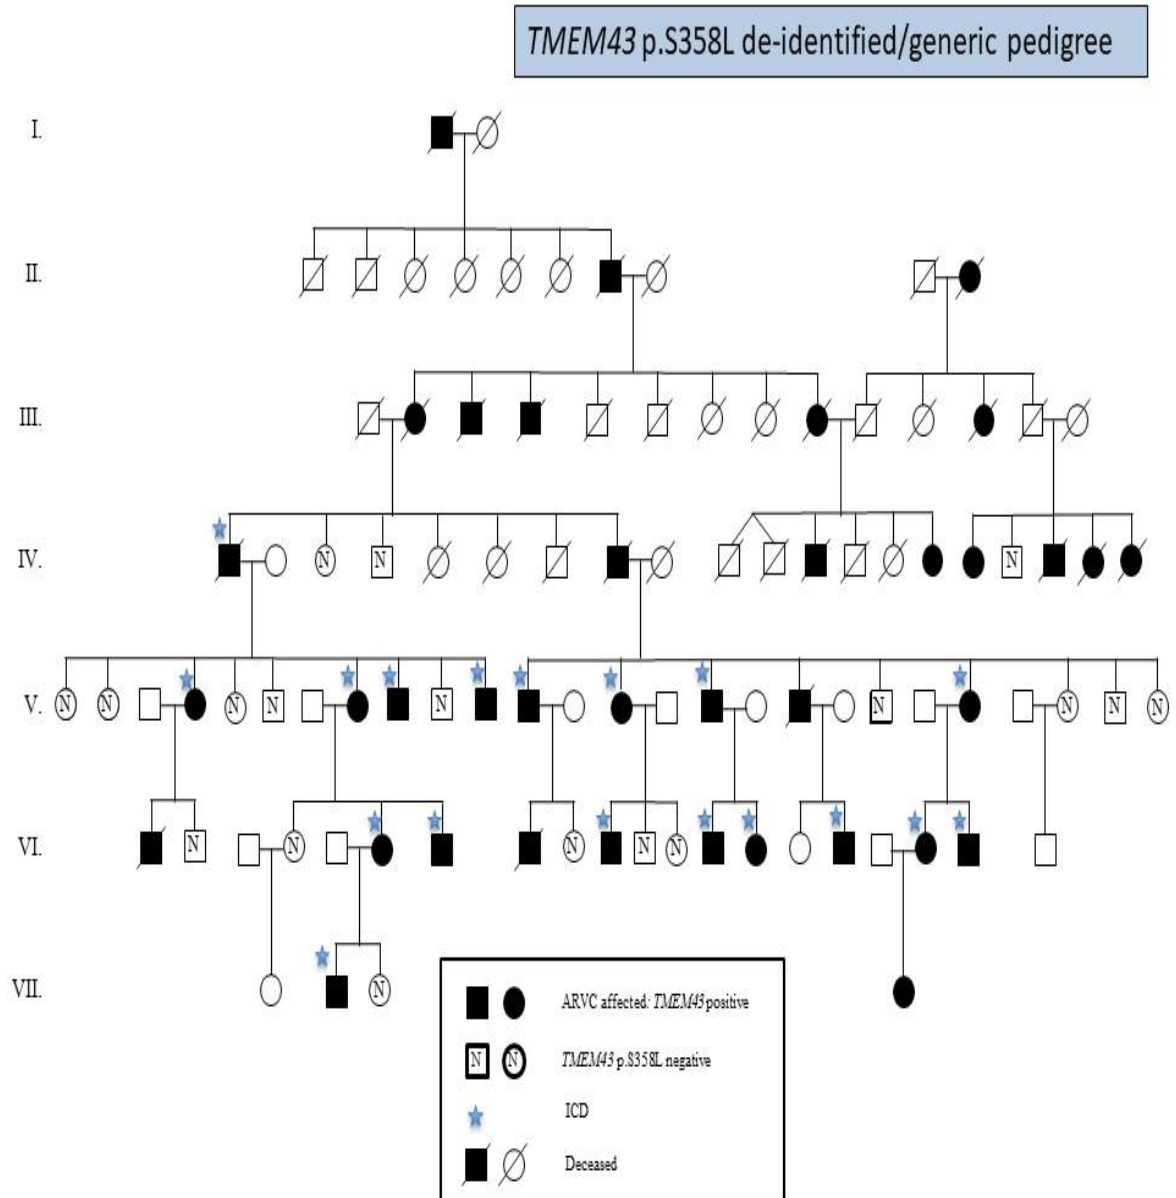 TMEM43 p.S358L de-identified/generic pedigree
I.
II.
III.
IV. N N N
V. N N N N N N N N N
VI. N N N N N
VII. N
ARVC affected: TMEM43 positive
N N TMEM43 p.S358L negative
ICD
Deceased